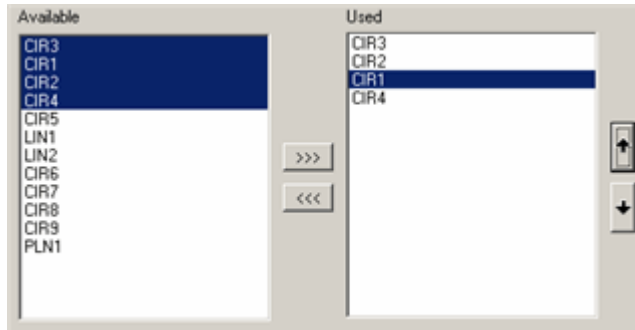 Available
CIR3
CIR1
CIR2
CIR4
CIR5
LIN1
LIN2
CIR6
CIR7
CIR8
CIR9
PLN1
>>>
<<<
Used
CIR3
CIR2
CIR1
CIR4